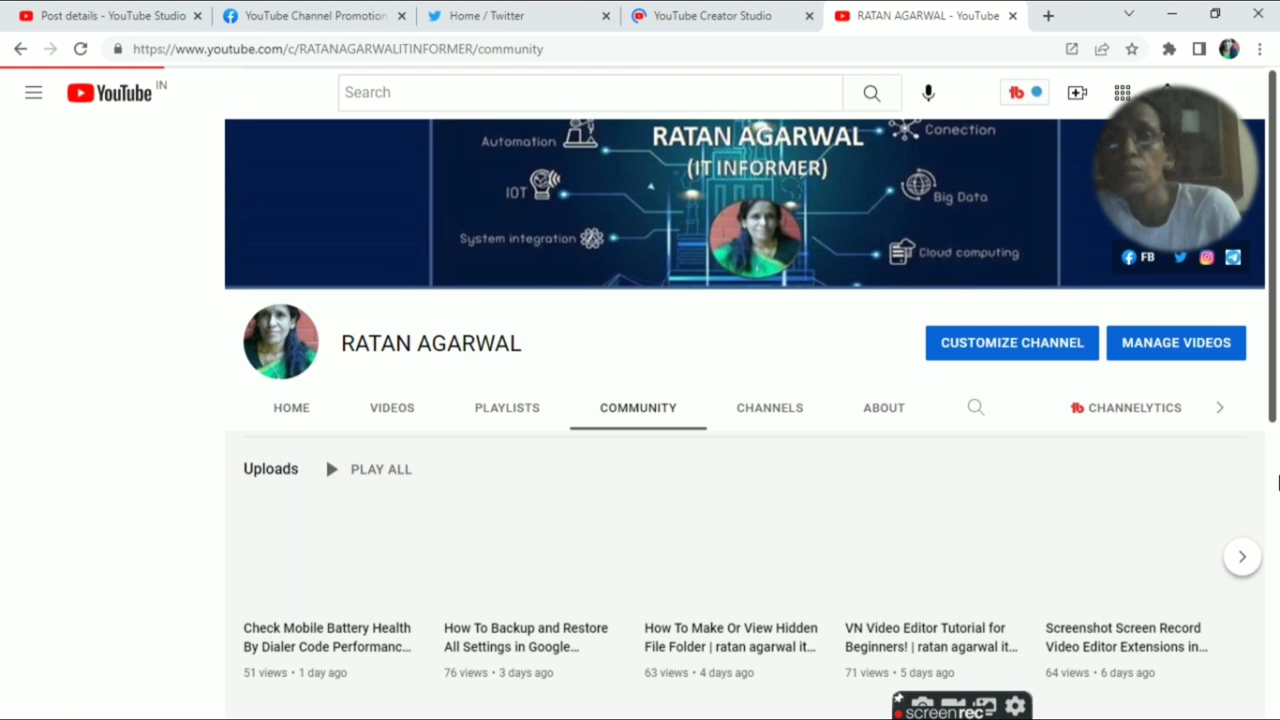 Post details - YouTube Studio
YouTube Channel Promotion
Home / Twitter
YouTube Creator Studio
RATAN AGARWAL - YouTube
https://www.youtube.com/c/RATANAGARWALITINFORMER/community
YouTube IN
Search
tb
Automation
RATAN AGARWAL
Conection
(IT INFORMER)
IOT
Big Data
System integration
Cloud computing
FB
RATAN AGARWAL
CUSTOMIZE CHANNEL
MANAGE VIDEOS
HOME
VIDEOS
PLAYLISTS
COMMUNITY
CHANNELS
ABOUT
tb CHANNELYTICS
Uploads
PLAY ALL
Check Mobile Battery Health
By Dialer Code Performanc...
51 views • 1 day ago
How To Backup and Restore
All Settings in Google...
76 views • 3 days ago
How To Make Or View Hidden
File Folder | ratan agarwal it...
63 views • 4 days ago
VN Video Editor Tutorial for
Beginners! | ratan agarwal it...
71 views • 5 days ago
Screenshot Screen Record
Video Editor Extensions in...
64 views • 6 days ago
screenrec